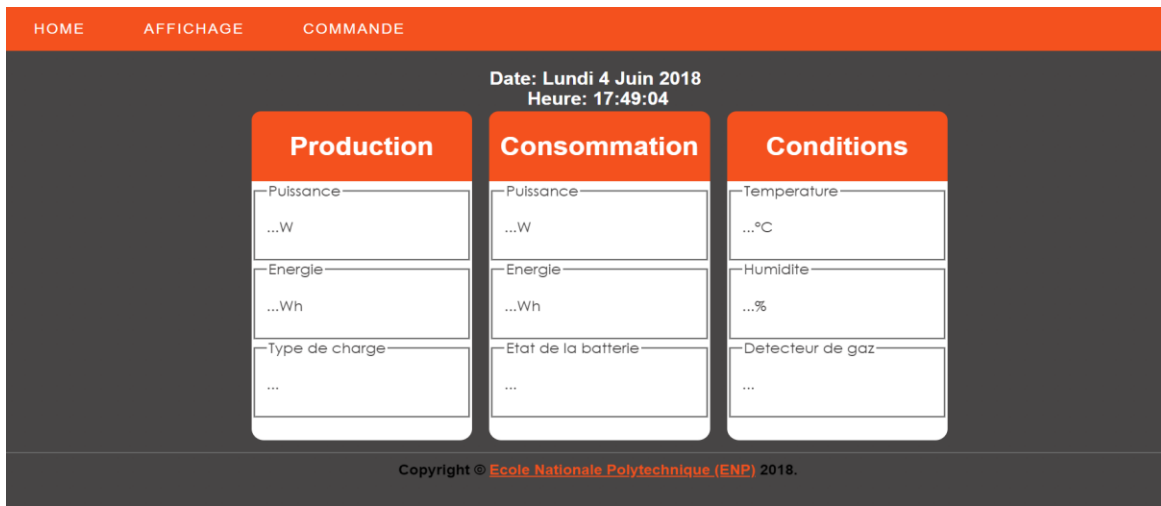 HOME AFFICHAGE COMMANDE
Date: Lundi 4 Juin 2018
Heure: 17:49:04
Production
Puissance
...W
Energie
...Wh
Type de charge
...
Consommation
Puissance
...W
Energie
...Wh
Etat de la batterie
...
Conditions
Temperature
...°C
Humidite
...%
Detecteur de gaz
...
Copyright © Ecole Nationale Polytechnique (ENP) 2018.